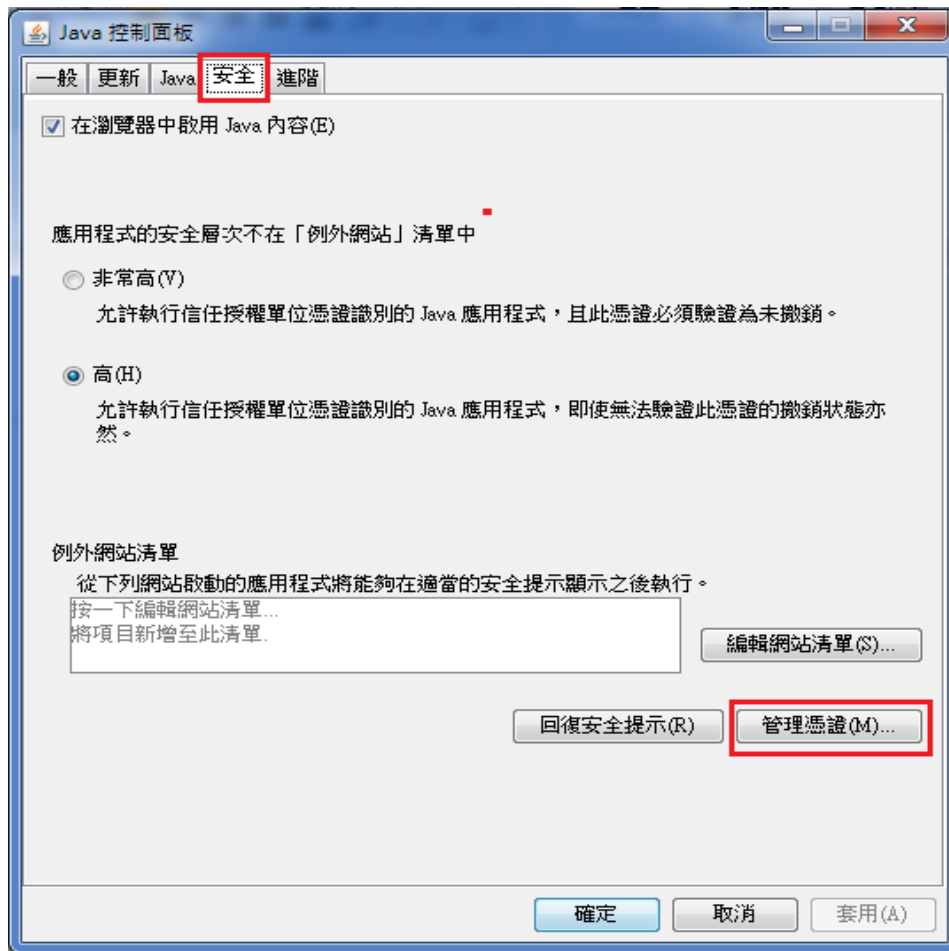 Java 控制面板
一般 更新 Java 安全 進階
在瀏覽器中啟用 Java 內容(E)
應用程式的安全層次不在「例外網站」清單中
非常高(V)
允許執行信任授權單位憑證識別的 Java 應用程式，且此憑證必須驗證為未撤銷。
高(H)
允許執行信任授權單位憑證識別的 Java 應用程式，即使無法驗證此憑證的撤銷狀態亦
然。
例外網站清單
從下列網站啟動的應用程式將能夠在適當的安全提示顯示之後執行。
按一下編輯網站清單...
將項目新增至此清單.
編輯網站清單(S)...
回復安全提示(R) 管理憑證(M)...
確定 取消 套用(A)